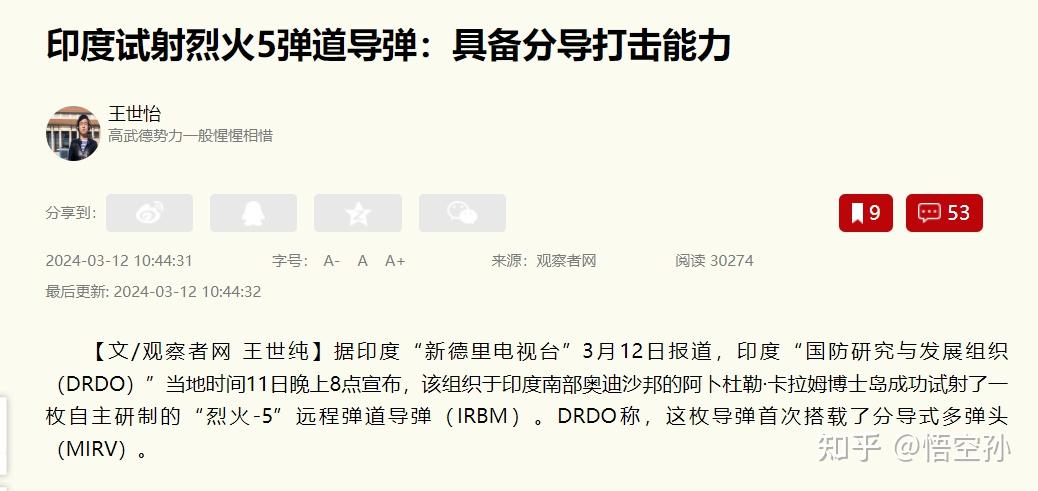 印度试射烈火5弹道导弹：具备分导打击能力
王世怡
高武德势力一般惺惺相惜
分享到：
9
53
2024-03-12 10:44:31 字号： A- A A+ 来源：观察者网 阅读 30274
最后更新: 2024-03-12 10:44:32
【文/观察者网 王世纯】据印度“新德里电视台”3月12日报道，印度“国防研究与发展组织
（DRDO）”当地时间11日晚上8点宣布，该组织于印度南部奥迪沙邦的阿卜杜勒·卡拉姆博士岛成功试射了一
枚自主研制的“烈火-5”远程弹道导弹（IRBM）。DRDO称，这枚导弹首次搭载了分导式多弹头
（MIRV）。
知乎 @悟空孙